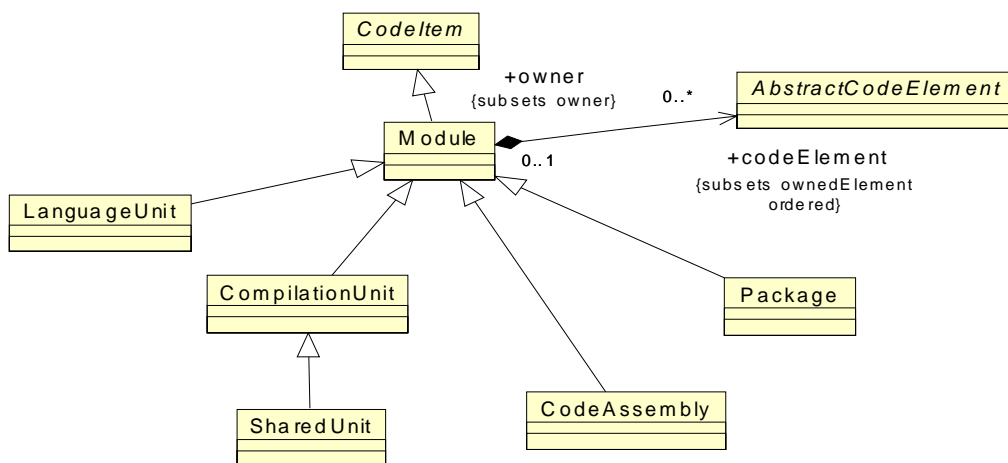 CodeItem
+owner
{subsets owner}
0..*
AbstractCodeElement
Module
0..1
+codeElement
{subsets ownedElement
ordered}
LanguageUnit
CompilationUnit
Package
SharedUnit
CodeAssembly